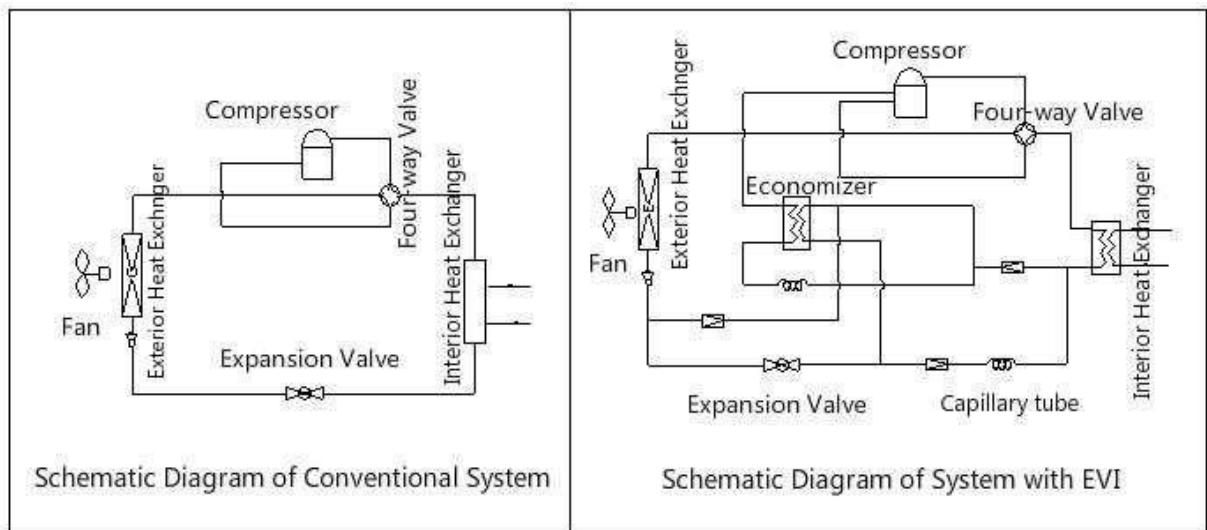 Compressor
Four-way Valve
Exterior Heat Exchnger
Fan
Interior Heat Exchanger
Expansion Valve
Schematic Diagram of Conventional System
Compressor
Four-way Valve
Exterior Heat Exchnger
Economizer
Fan
Interior Heat Exchanger
Expansion Valve
Capillary tube
Schematic Diagram of System with EVI